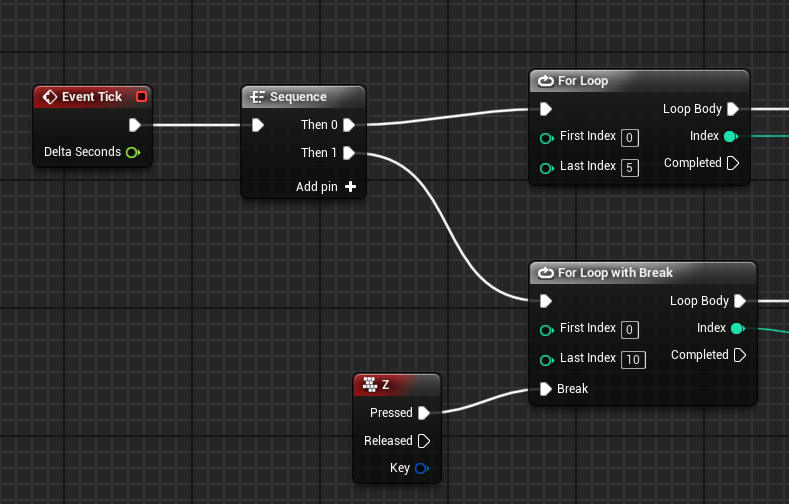 Event Tick
Delta Seconds
Sequence
Then 0
Then 1
Add pin
For Loop
Loop Body
First Index 0
Index
Last Index 5
Completed
For Loop with Break
Loop Body
First Index 0
Index
Last Index 10
Completed
Break
Z
Pressed
Released
Key